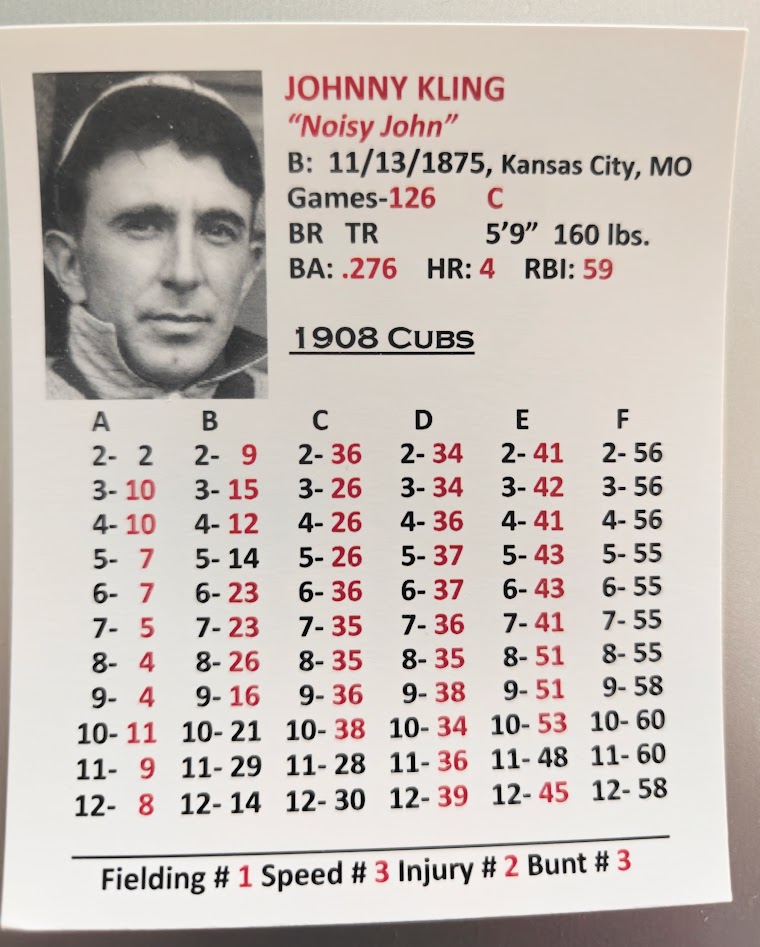 JOHNNY KLING
“Noisy John”
B: 11/13/1875, Kansas City, MO
Games-126 C
BR TR 5’9” 160 lbs.
BA: .276 HR: 4 RBI: 59
1908 CUBS
A B C D E F
2- 2 2- 9 2- 36 2- 34 2- 41 2- 56
3- 10 3- 15 3- 26 3- 34 3- 42 3- 56
4- 10 4- 12 4- 26 4- 36 4- 41 4- 56
5- 7 5- 14 5- 26 5- 37 5- 43 5- 55
6- 7 6- 23 6- 36 6- 37 6- 43 6- 55
7- 5 7- 23 7- 35 7- 36 7- 41 7- 55
8- 4 8- 26 8- 35 8- 35 8- 51 8- 55
9- 4 9- 16 9- 36 9- 38 9- 51 9- 58
10- 11 10- 21 10- 38 10- 34 10- 53 10- 60
11- 9 11- 29 11- 28 11- 36 11- 48 11- 60
12- 8 12- 14 12- 30 12- 39 12- 45 12- 58
Fielding # 1 Speed # 3 Injury # 2 Bunt # 3